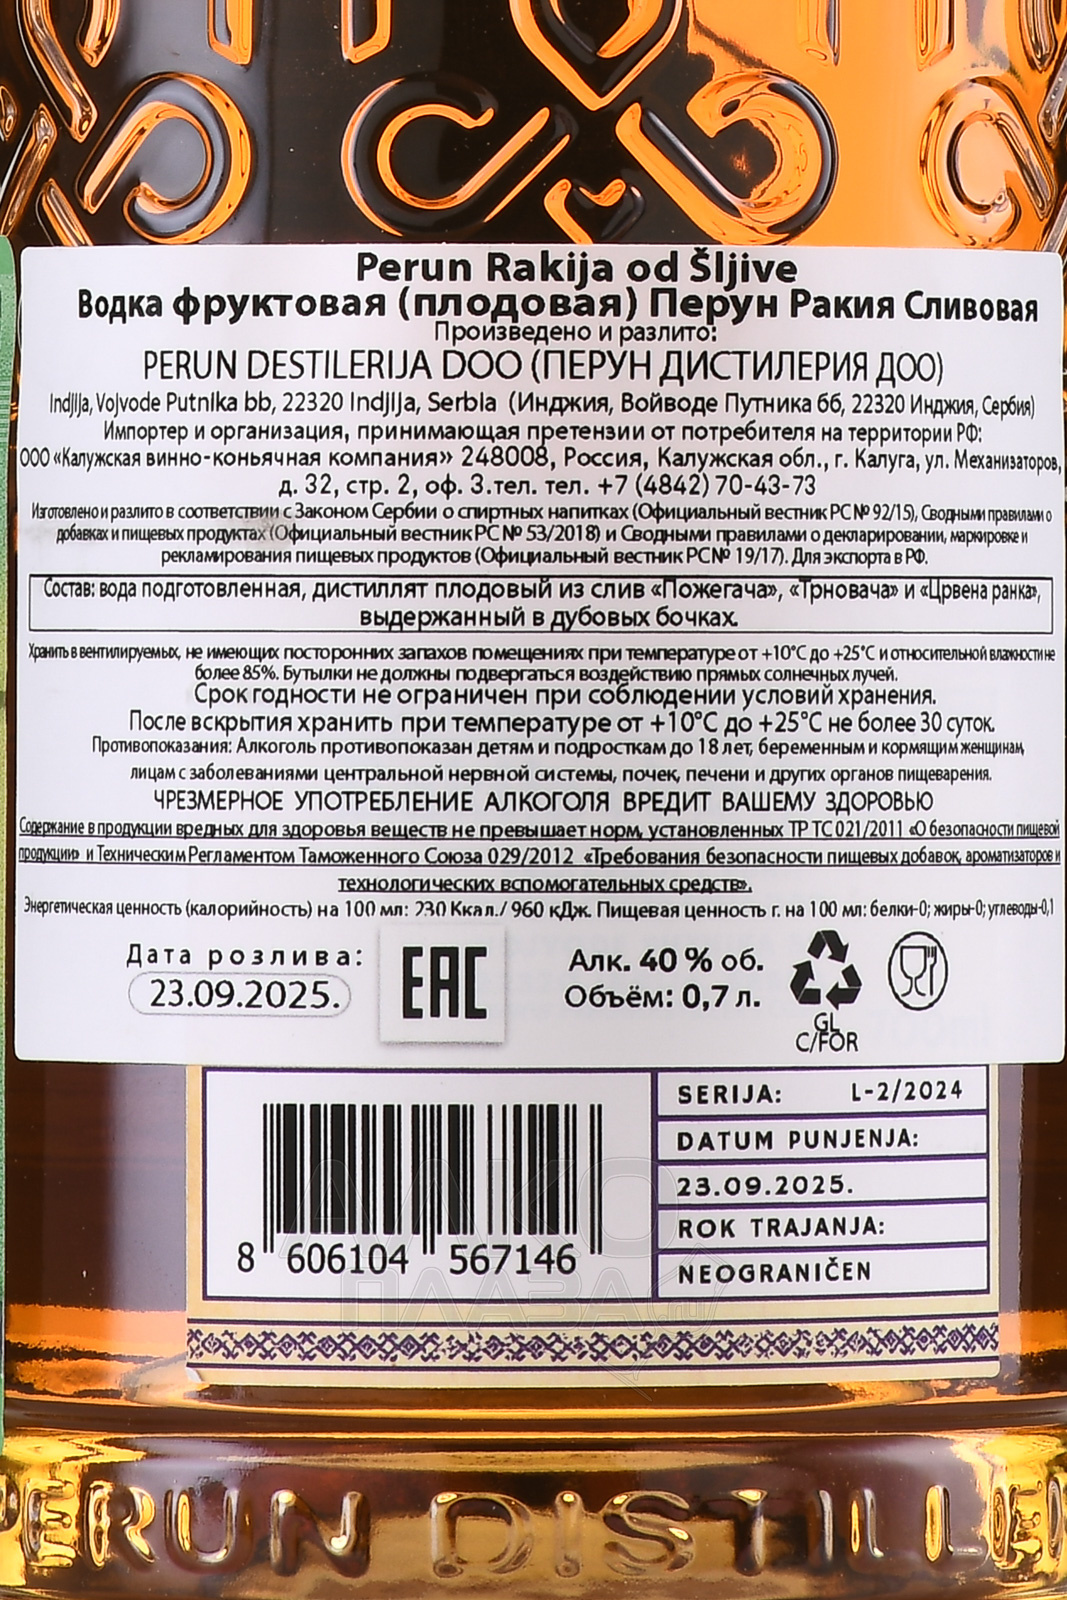 Perun Rakija od Šljive
Водка фруктовая (плодовая) Перун Ракия Сливовая
Произведено и разлито:
PERUN DESTILERIJA DOO (ПЕРУН ДИСТИЛЕРИЯ ДОО)
Indjija, Vojvode Putnika bb, 22320 Indjija, Serbia (Инджия, Войводе Путника бб, 22320 Инджия, Сербия)
Импортер и организация, принимающая претензии от потребителя на территории РФ:
ООО «Калужская винно-коньячная компания» 248008, Россия, Калужская обл., г. Калуга, ул. Механизаторов,
д. 32, стр. 2, оф. 3.тел. тел. +7 (4842) 70-43-73
Изготовлено и разлито в соответствии с Законом Сербии о спиртных напитках (Официальный вестник РС № 92/15), Сводными правилами о
добавках и пищевых продуктах (Официальный вестник РС № 53/2018) и Сводными правилами о декларировании, маркировке и
рекламирования пищевых продуктов (Официальный вестник РС № 19/17). Для экспорта в РФ.
Состав: вода подготовленная, дистиллят плодовый из слив «Пожегача», «Трновача» и «Црвена ранка»,
выдержанный в дубовых бочках.
Хранить в вентилируемых, не имеющих посторонних запахов помещениях при температуре от +10°С до +25°С и относительной влажности не
более 85%. Бутылки не должны подвергаться воздействию прямых солнечных лучей.
Срок годности не ограничен при соблюдении условий хранения.
После вскрытия хранить при температуре от +10°С до +25°С не более 30 суток.
Противопоказания: Алкоголь противопоказан детям и подросткам до 18 лет, беременным и кормящим женщинам,
лицам с заболеваниями центральной нервной системы, почек, печени и других органов пищеварения.
ЧРЕЗМЕРНОЕ УПОТРЕБЛЕНИЕ АЛКОГОЛЯ ВРЕДИТ ВАШЕМУ ЗДОРОВЬЮ
Содержание в продукции вредных для здоровья веществ не превышает норм, установленных ТР ТС 021/2011 «О безопасности пищевой
продукции» и Техническим Регламентом Таможенного Союза 029/2012 «Требования безопасности пищевых добавок, ароматизаторов и
технологических вспомогательных средств».
Энергетическая ценность (калорийность) на 100 мл: 230 Ккал./ 960 кДж. Пищевая ценность г. на 100 мл: белки-0; жиры-0; углеводы-0,1
Дата розлива:
23.09.2025.
EAC
Алк. 40 % об.
Объём: 0,7 л.
GL
C/FOR
SERIJA: L-2/2024
DATUM PUNJENJA:
23.09.2025.
ROK TRAJANJA:
NEOGRANIČEN
8 606104 567146
АЛКО
ПЛАЗА.ru
PERUN DISTILLE